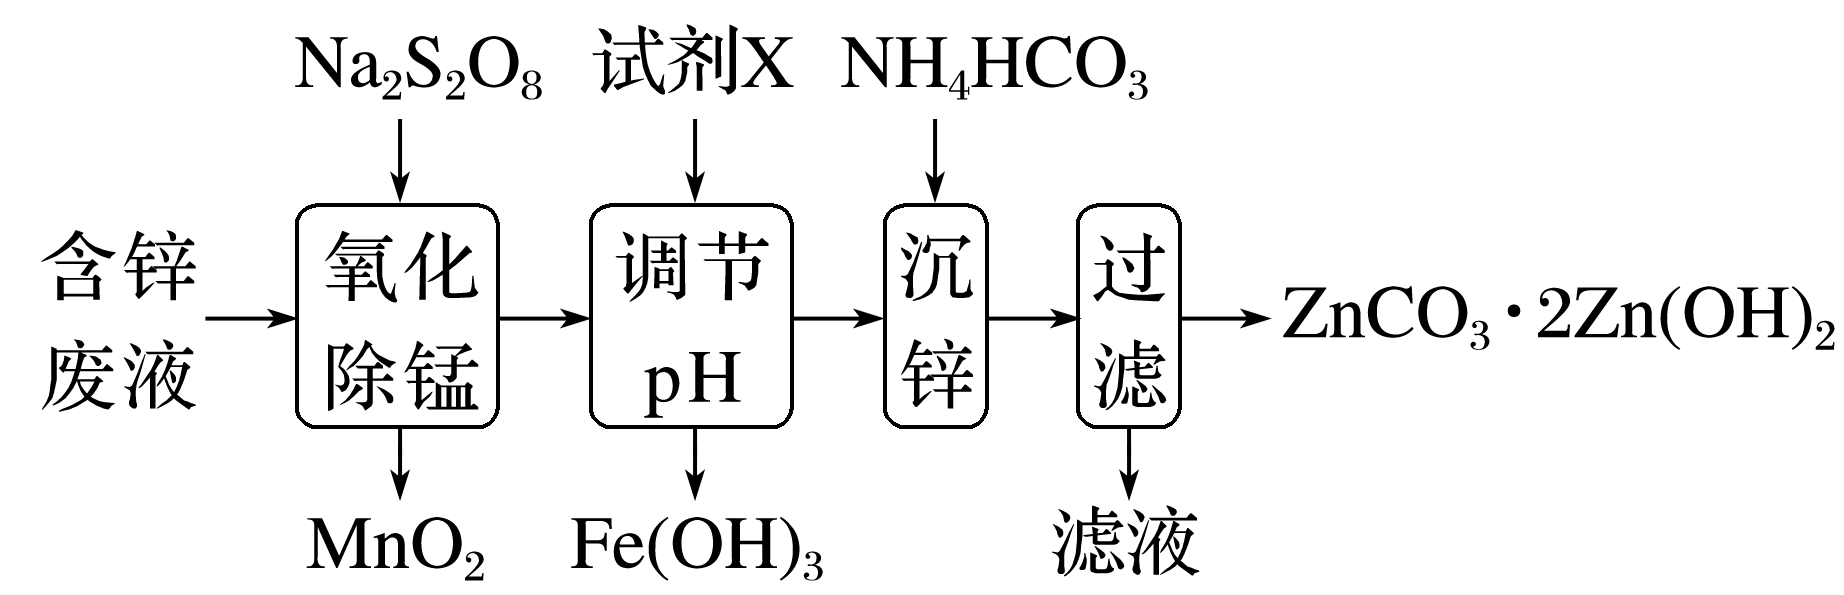 Na₂S₂O₈ 试剂X NH₄HCO₃
含锌
废液
氧化
除锰
调节
pH
沉
锌
过
滤
ZnCO₃·2Zn(OH)₂
MnO₂ Fe(OH)₃ 滤液